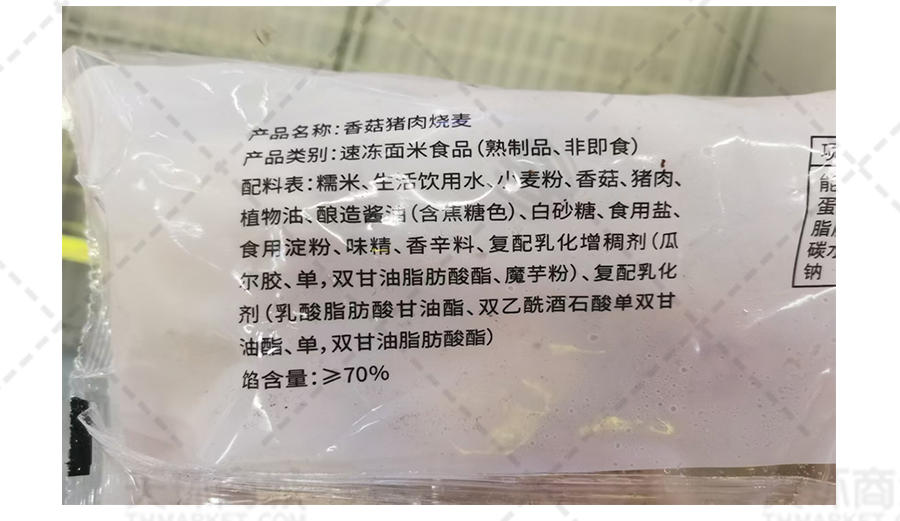 产品名称：香菇猪肉烧麦
产品类别：速冻面米食品（熟制品、非即食）
配料表：糯米、生活饮用水、小麦粉、香菇、猪肉、
植物油、酿造酱油（含焦糖色）、白砂糖、食用盐、
食用淀粉、味精、香辛料、复配乳化增稠剂（瓜
尔胶、单，双甘油脂肪酸酯、魔芋粉）、复配乳化
剂（乳酸脂肪酸甘油酯、双乙酰酒石酸单双甘
油酯、单，双甘油脂肪酸酯）
馅含量：≥70%
项
能
蛋
脂肪
碳水
钠
THMARKET.COM